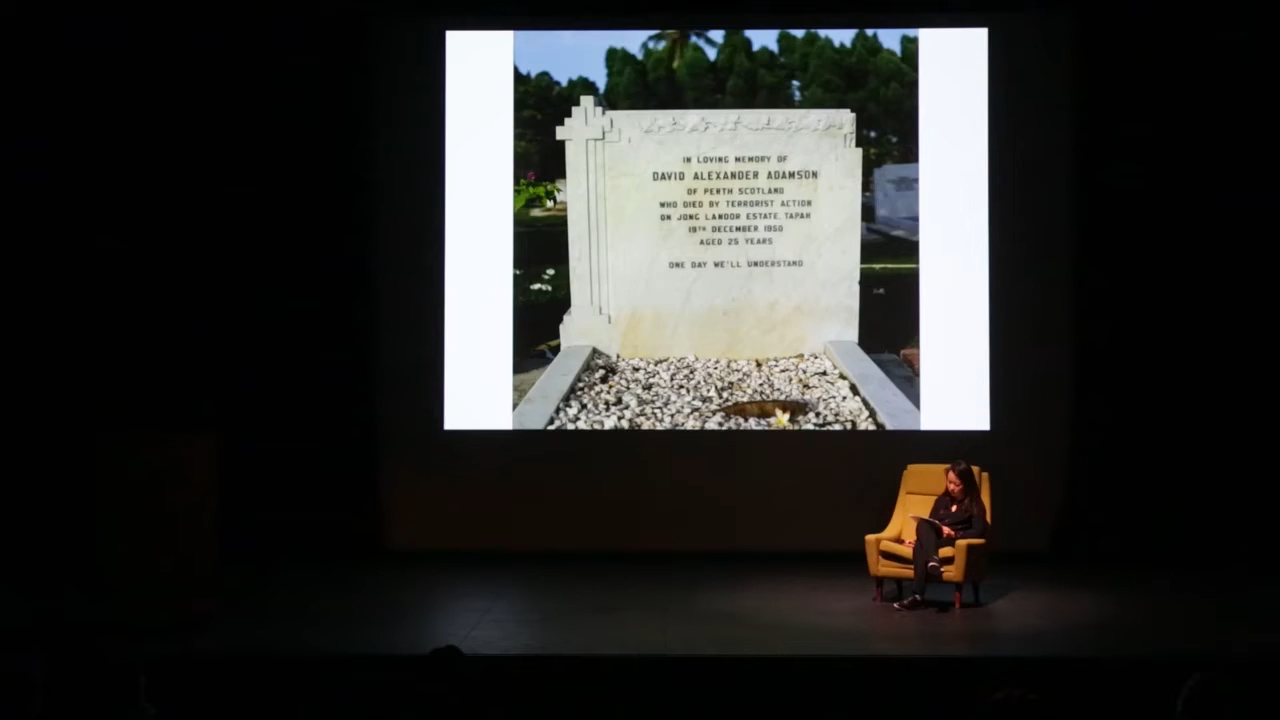 IN LOVING MEMORY OF
DAVID ALEXANDER ADAMSON
OF PERTH SCOTLAND
WHO DIED BY TERRORIST ACTION
ON JONG LANDOR ESTATE, TAPAH
19TH DECEMBER, 1950
AGED 25 YEARS
ONE DAY WE'LL UNDERSTAND